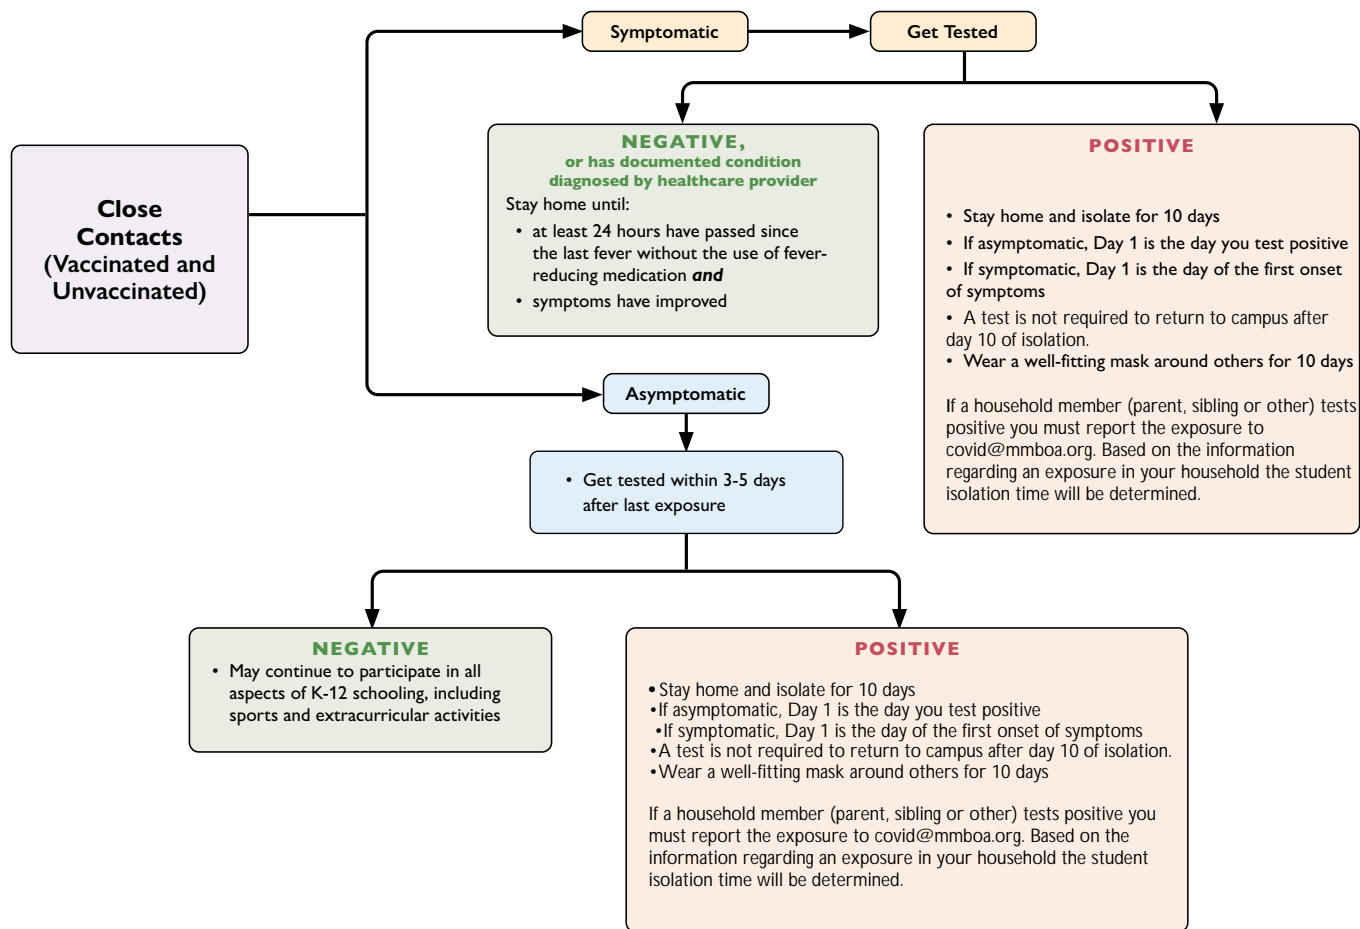 Symptomatic
Get Tested
Close
Contacts
(Vaccinated and
Unvaccinated)
NEGATIVE,
or has documented condition
diagnosed by healthcare provider
Stay home until:
• at least 24 hours have passed since
the last fever without the use of fever-
reducing medication and
• symptoms have improved
POSITIVE
• Stay home and isolate for 10 days
• If asymptomatic, Day 1 is the day you test positive
• If symptomatic, Day 1 is the day of the first onset
of symptoms
• A test is not required to return to campus after
day 10 of isolation.
• Wear a well-fitting mask around others for 10 days
If a household member (parent, sibling or other) tests
positive you must report the exposure to
covid@mmboa.org. Based on the information
regarding an exposure in your household the student
isolation time will be determined.
Asymptomatic
• Get tested within 3-5 days
after last exposure
NEGATIVE
• May continue to participate in all
aspects of K-12 schooling, including
sports and extracurricular activities
POSITIVE
•Stay home and isolate for 10 days
•If asymptomatic, Day 1 is the day you test positive
•If symptomatic, Day 1 is the day of the first onset of symptoms
•A test is not required to return to campus after day 10 of isolation.
•Wear a well-fitting mask around others for 10 days
If a household member (parent, sibling or other) tests positive you
must report the exposure to covid@mmboa.org. Based on the
information regarding an exposure in your household the student
isolation time will be determined.